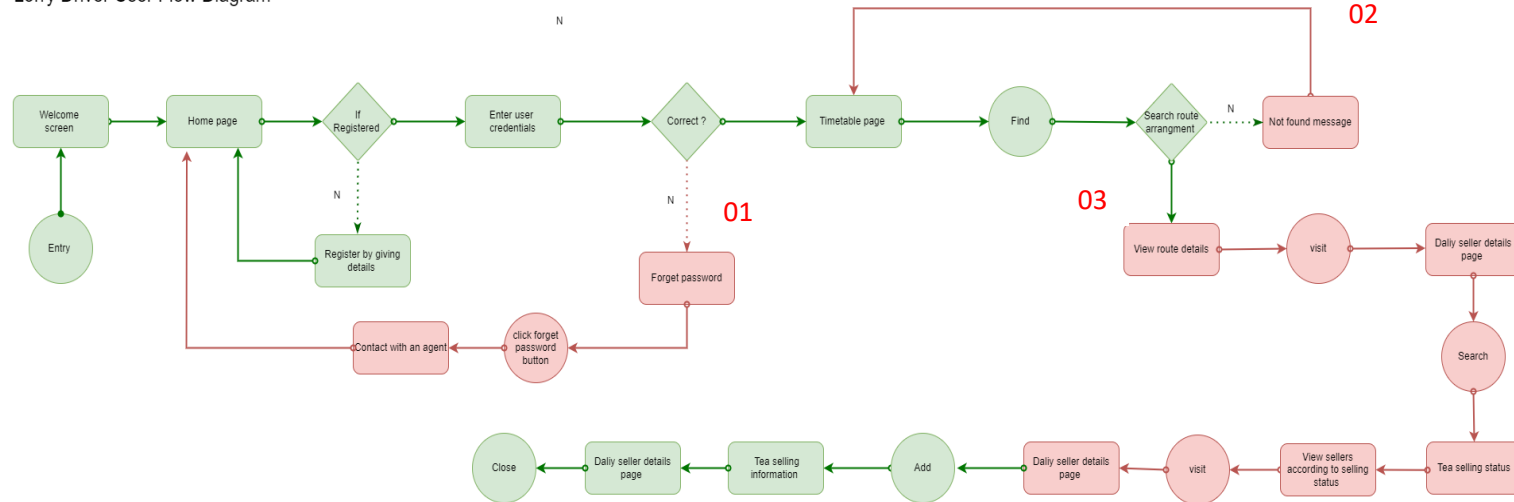 Lorry Driver User Flow Diagram
N
02
Welcome
screen
Home page
If
Registered
Enter user
credentials
Correct ?
Timetable page
Find
Search route
arrangment
N
Not found message
N
N
01
03
Entry
Register by giving
details
Forget password
View route details
visit
Daliy seller details
page
Contact with an agent
click forget
password
button
Search
Close
Daliy seller details
page
Tea selling
information
Add
Daliy seller details
page
visit
View sellers
according to selling
status
Tea selling status